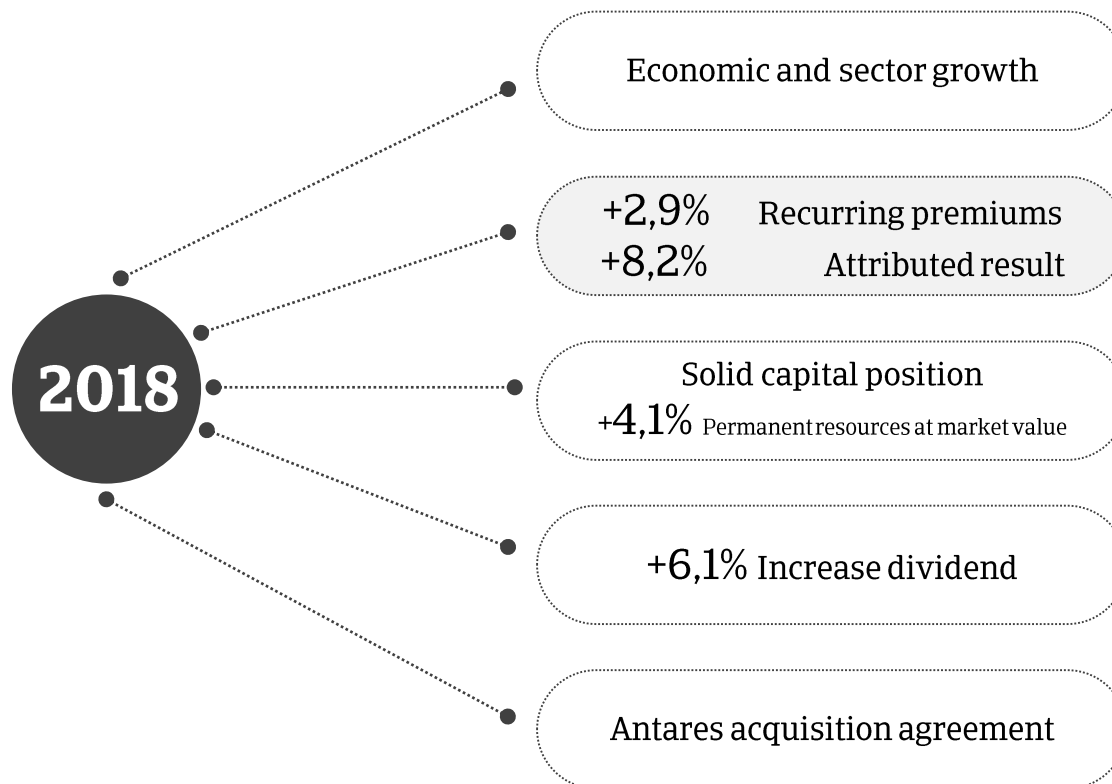 2018
Economic and sector growth
+2,9% Recurring premiums
+8,2% Attributed result
Solid capital position
+4,1% Permanent resources at market value
+6,1% Increase dividend
Antares acquisition agreement